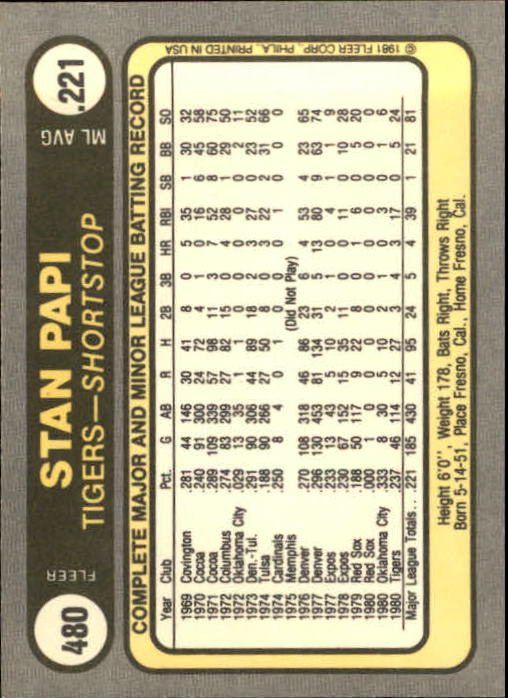 480
FLEER
STAN PAPI
TIGERS—SHORTSTOP
ML AVG
.221
COMPLETE MAJOR AND MINOR LEAGUE BATTING RECORD
Year Club Pct. G AB R H 2B 3B HR RBI SB BB SO
1969 Covington .281 44 146 30 41 8 0 5 35 1 30 32
1970 Cocoa .240 91 300 24 72 4 1 0 16 6 45 58
1971 Cocoa .289 109 339 57 98 11 3 7 52 8 60 75
1972 Columbus .274 83 299 27 82 15 0 4 28 2 29 50
1972 Oklahoma City .029 13 35 1 1 0 0 0 0 0 2 11
1973 Den.-Tul. .291 90 306 44 89 18 2 3 27 0 23 52
1974 Tulsa .188 90 266 27 50 8 1 4 22 2 31 66
1974 Cardinals .250 8 4 0 1 0 0 0 1 0 0 0
1975 Memphis (Did Not Play)
1976 Denver .270 108 318 46 86 23 6 4 53 4 23 65
1977 Denver .296 130 453 81 134 31 5 13 80 9 63 74
1977 Expos .233 13 43 5 10 2 1 0 4 1 1 9
1978 Expos .230 67 152 15 35 11 0 0 11 0 10 28
1979 Red Sox .188 50 117 9 22 8 0 1 6 0 5 20
1980 Red Sox .000 1 0 0 0 0 0 0 0 0 0 0
1980 Oklahoma City .333 8 30 5 10 2 1 0 3 0 0 6
1980 Tigers .237 46 114 12 27 3 4 3 17 0 5 24
Major League Totals . . .221 185 430 41 95 24 5 4 39 1 21 81
Height 6'0", Weight 178, Bats Right, Throws Right
Born 5-14-51, Place Fresno, Cal., Home Fresno, Cal.
© 1981 FLEER CORP., PHILA., PRINTED IN USA